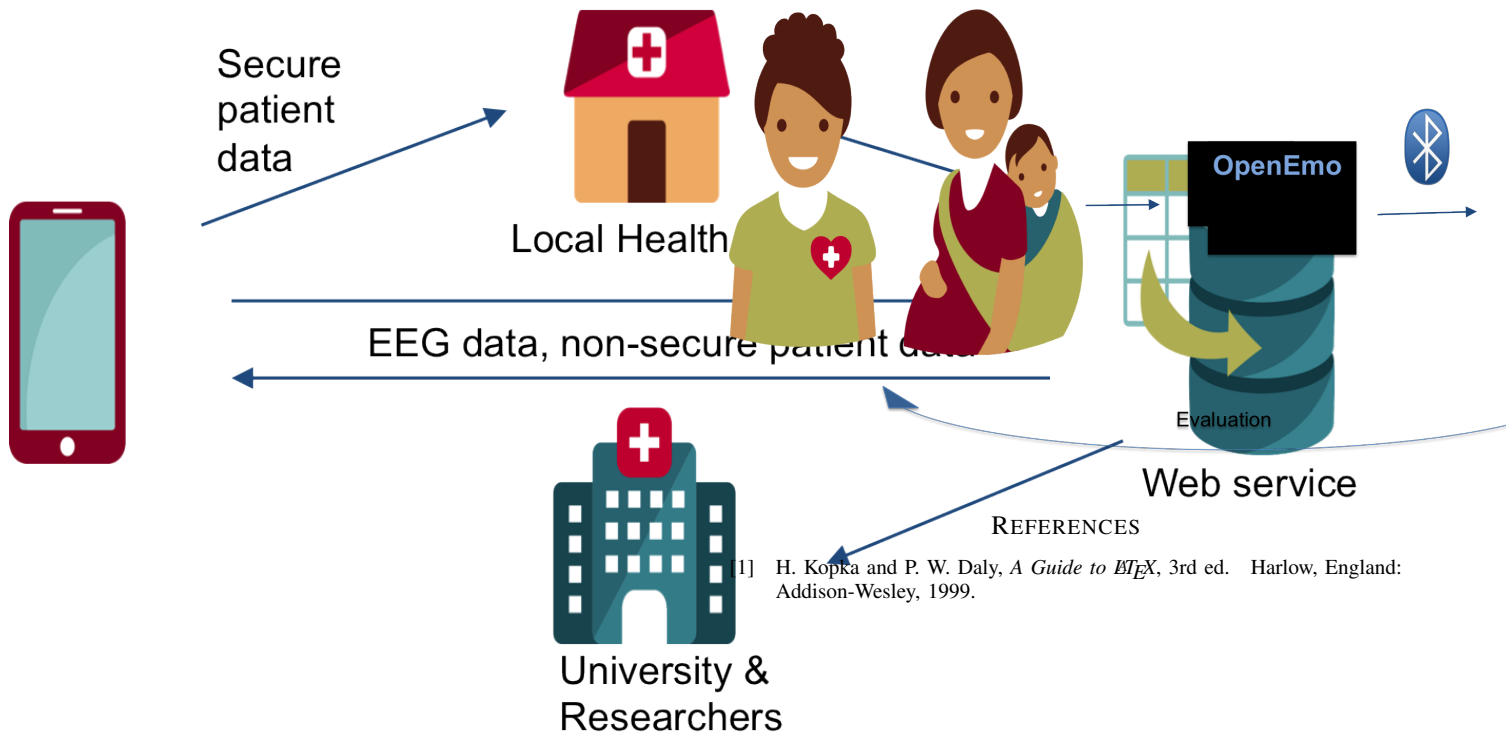 Secure
patient
data
OpenEmo
Local Health
EEG data, non-secure patient data
Evaluation
Web service
REFERENCES
[1] H. Kopka and P. W. Daly, A Guide to LATEX, 3rd ed. Harlow, England:
Addison-Wesley, 1999.
University &
Researchers